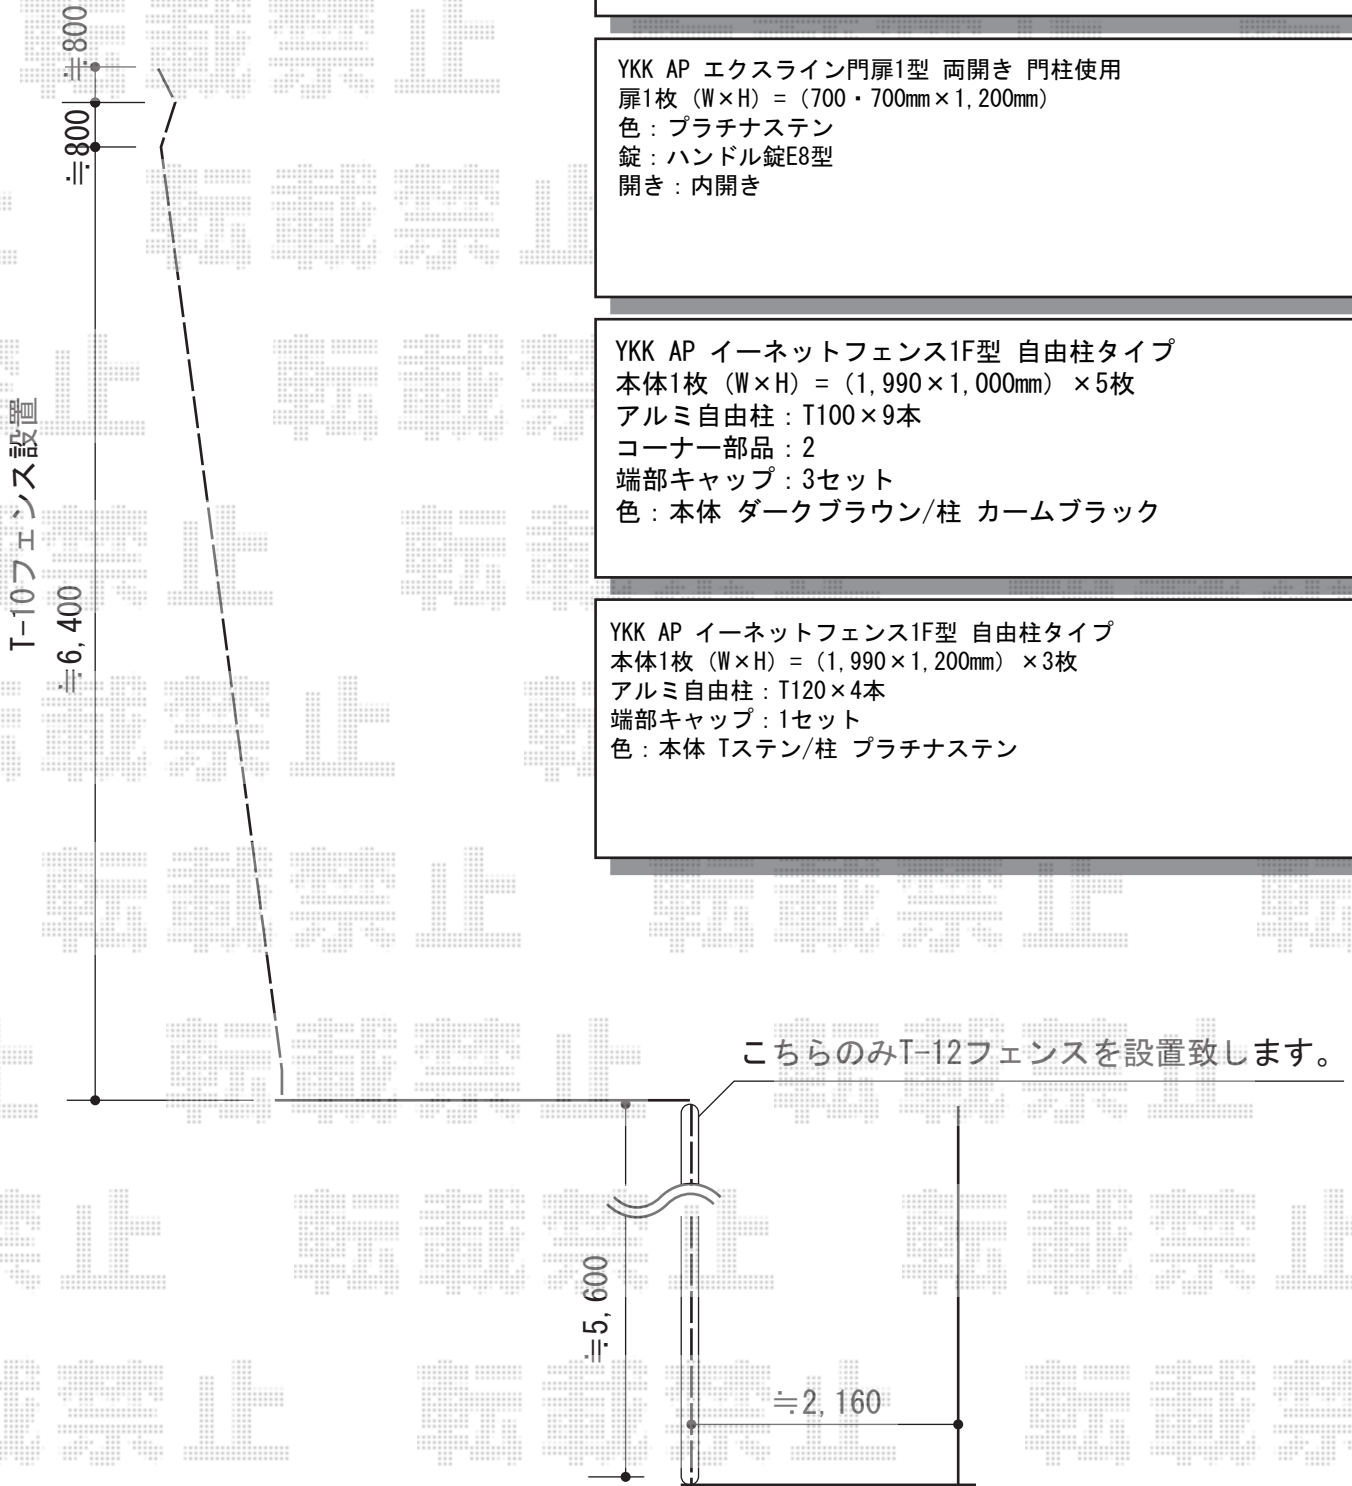 ≒800
≒800
T-10フェンス設置
≒6,400
YKK AP エクスライン門扉1型 両開き 門柱使用
扉1枚 (W×H) = (700・700mm×1,200mm)
色：プラチナステン
錠：ハンドル錠E8型
開き：内開き
YKK AP イーネットフェンス1F型 自由柱タイプ
本体1枚 (W×H) = (1,990×1,000mm) ×5枚
アルミ自由柱：T100×9本
コーナー部品：2
端部キャップ：3セット
色：本体 ダークブラウン/柱 カームブラック
YKK AP イーネットフェンス1F型 自由柱タイプ
本体1枚 (W×H) = (1,990×1,200mm) ×3枚
アルミ自由柱：T120×4本
端部キャップ：1セット
色：本体 Tステン/柱 プラチナステン
こちらのみT-12フェンスを設置致します。
≒5,600
≒2,160
転載禁止